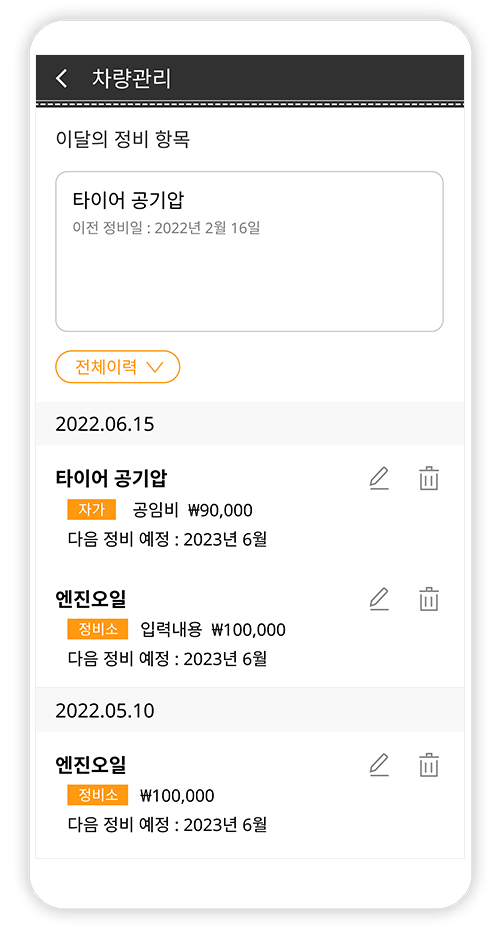 차량관리
이달의 정비 항목
타이어 공기압
이전 정비일 : 2022년 2월 16일
전체이력
2022.06.15
타이어 공기압
자가 공임비 ₩90,000
다음 정비 예정 : 2023년 6월
엔진오일
정비소 입력내용 ₩100,000
다음 정비 예정 : 2023년 6월
2022.05.10
엔진오일
정비소 ₩100,000
다음 정비 예정 : 2023년 6월